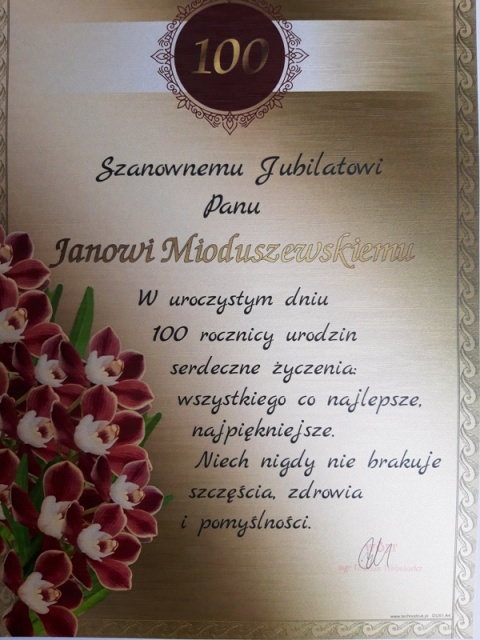 100
Szanownemu Jubilatowi
Panu
Janowi Mioduszewskiemu
W uroczystym dniu
100 rocznicy urodzin
serdeczne życzenia:
wszystkiego co najlepsze,
najpiękniejsze.
Niech nigdy nie brakuje
szczęścia, zdrowia
i pomyślności.
mgr